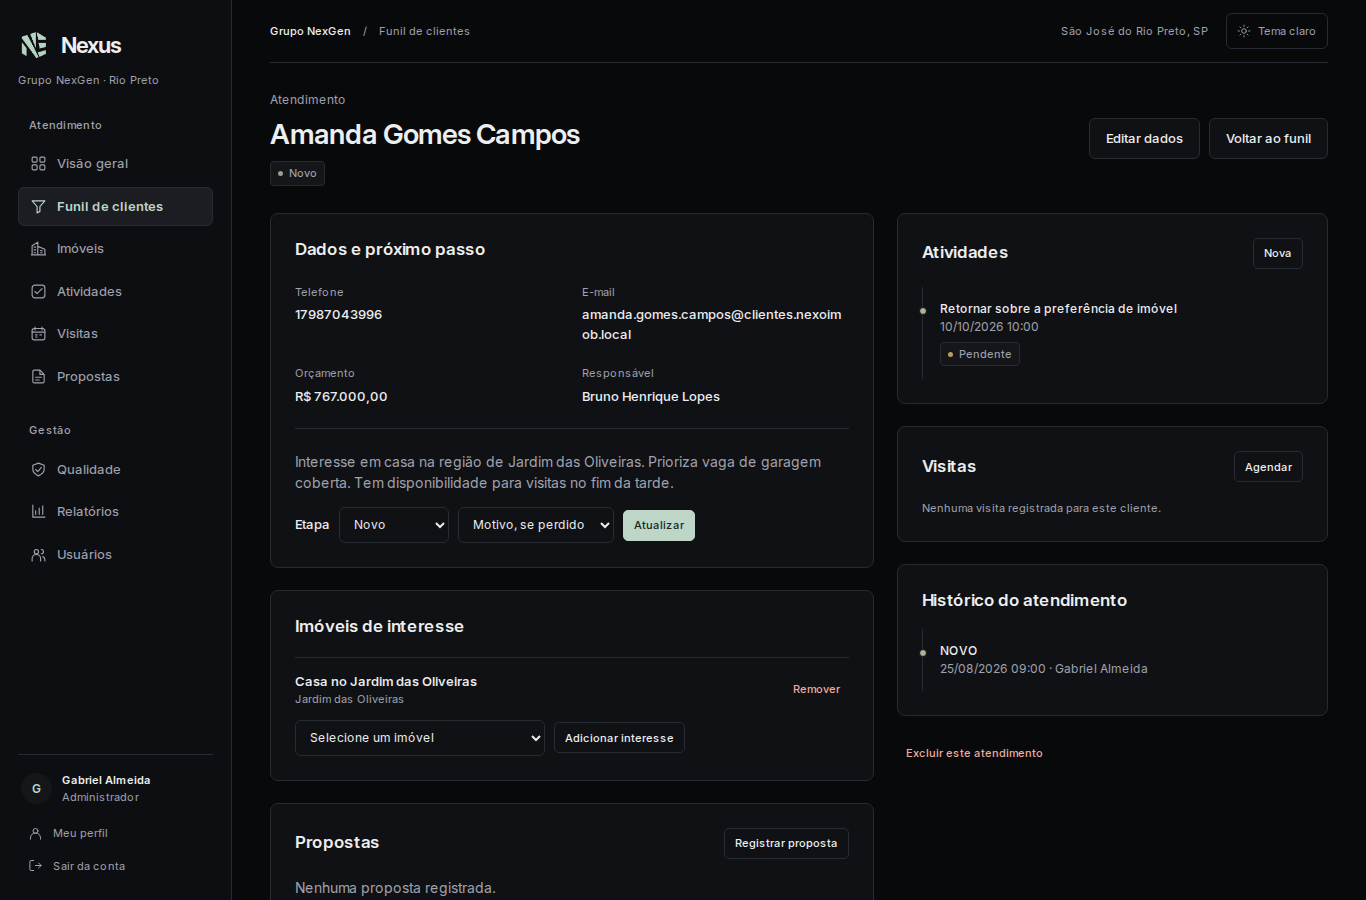 Nexus
Grupo NexGen · Rio Preto
Atendimento
Visão geral
Funil de clientes
Imóveis
Atividades
Visitas
Propostas
Gestão
Qualidade
Relatórios
Usuários
G
Gabriel Almeida
Administrador
Meu perfil
Sair da conta
Grupo NexGen / Funil de clientes
São José do Rio Preto, SP
Tema claro
Atendimento
Amanda Gomes Campos
Novo
Editar dados
Voltar ao funil
Dados e próximo passo
Telefone
17987043996
E-mail
amanda.gomes.campos@clientes.nexoim
ob.local
Orçamento
R$ 767.000,00
Responsável
Bruno Henrique Lopes
Interesse em casa na região de Jardim das Oliveiras. Prioriza vaga de garagem
coberta. Tem disponibilidade para visitas no fim da tarde.
Etapa
Novo
Motivo, se perdido
Atualizar
Imóveis de interesse
Casa no Jardim das Oliveiras
Jardim das Oliveiras
Remover
Selecione um imóvel
Adicionar interesse
Propostas
Registrar proposta
Nenhuma proposta registrada.
Atividades
Nova
Retornar sobre a preferência de imóvel
10/10/2026 10:00
Pendente
Visitas
Agendar
Nenhuma visita registrada para este cliente.
Histórico do atendimento
NOVO
25/08/2026 09:00 · Gabriel Almeida
Excluir este atendimento